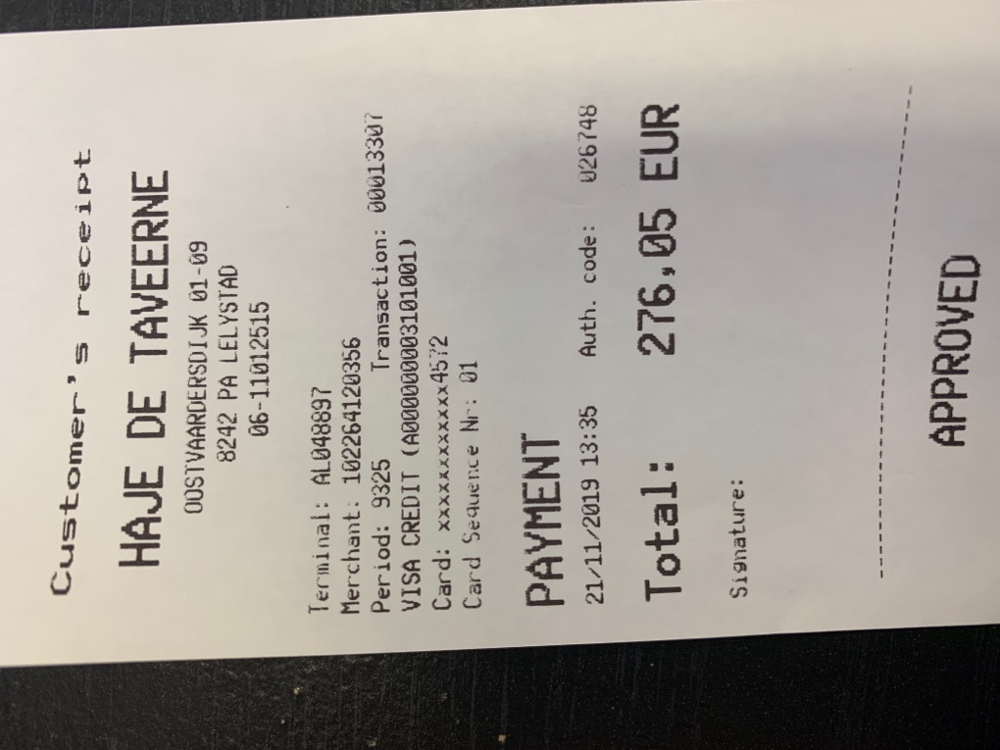 Customer's receipt
HAJE DE TAVEERNE
OOSTVAARDERSDIJK 01-09
8242 PA LELYSTAD
06-11012515
Terminal: AL048897
Merchant: 102264120356
Period: 9325 Transaction: 00013307
VISA CREDIT (A0000000031010​01)
Card: xxxxxxxxxxxx4572
Card Sequence Nr: 01
PAYMENT
21/11/2019 13:35 Auth. code: 026748
Total: 276,05 EUR
Signature:
APPROVED